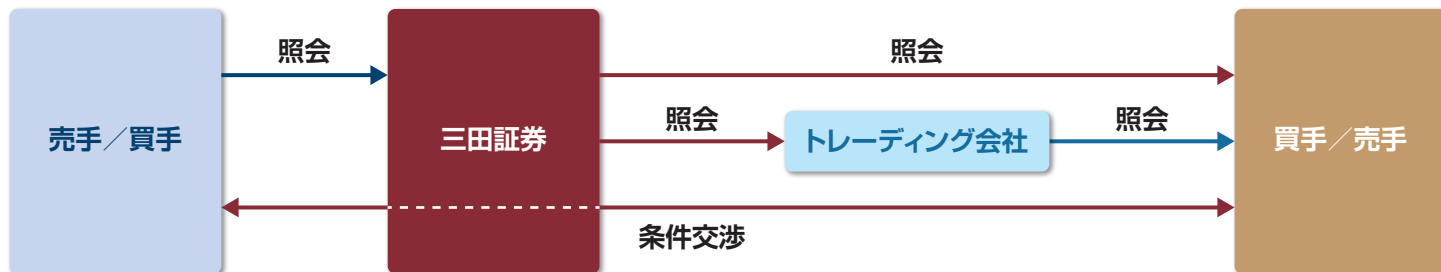 照会
照会
売手／買手
三田証券
照会
トレーディング会社
照会
買手／売手
条件交渉